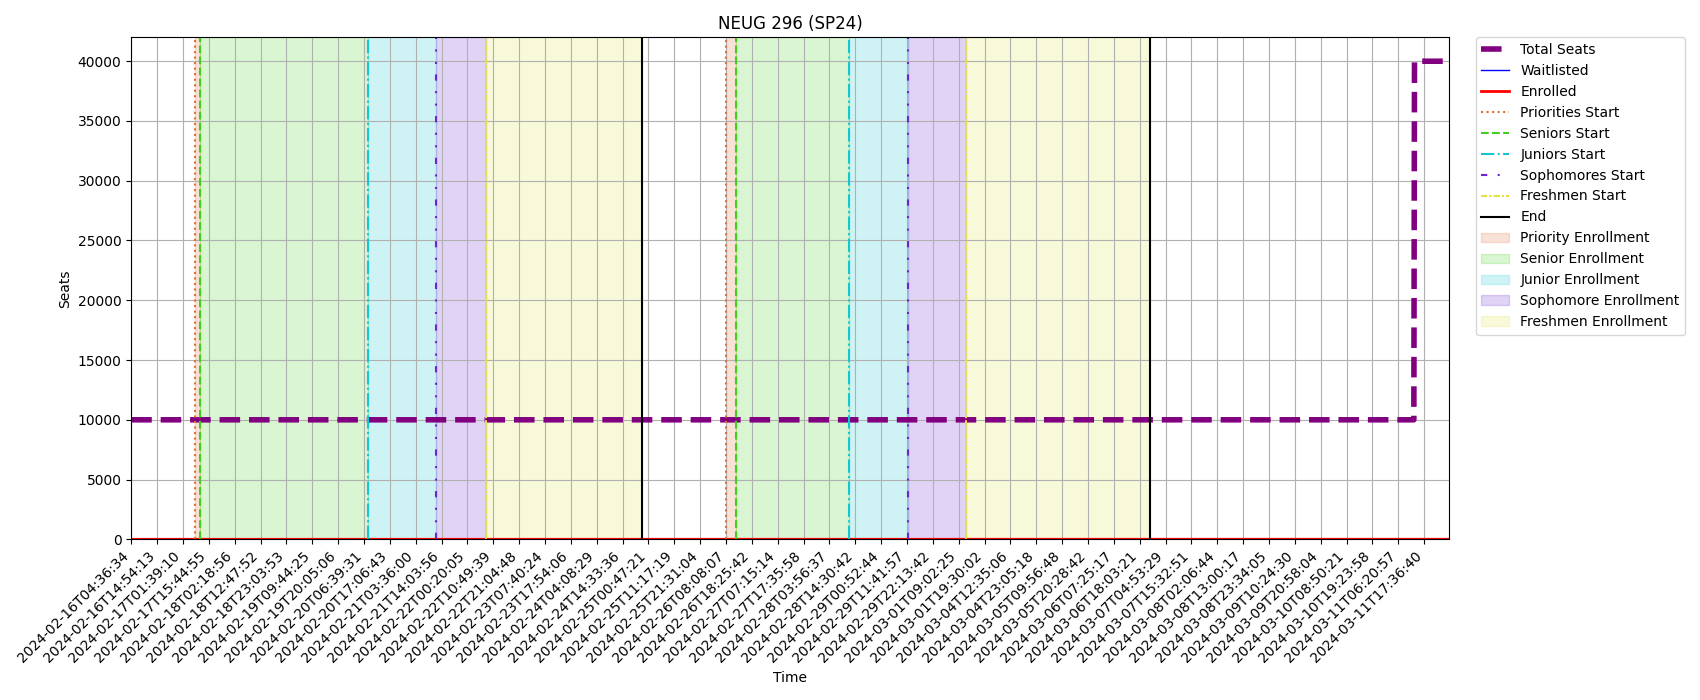 NEUG 296 (SP24)
Seats
40000
35000
30000
25000
20000
15000
10000
5000
0
2024-02-16T04:36:34
2024-02-16T14:54:13
2024-02-17T01:39:10
2024-02-17T15:44:55
2024-02-18T02:18:56
2024-02-18T12:47:52
2024-02-18T23:03:53
2024-02-19T09:44:25
2024-02-19T20:05:06
2024-02-20T06:39:31
2024-02-20T17:06:43
2024-02-21T03:36:00
2024-02-21T14:03:56
2024-02-22T00:20:05
2024-02-22T10:49:39
2024-02-22T21:04:48
2024-02-23T07:40:24
2024-02-23T17:54:06
2024-02-24T04:08:29
2024-02-24T14:33:36
2024-02-25T00:47:21
2024-02-25T11:17:19
2024-02-25T21:31:04
2024-02-26T08:08:07
2024-02-26T18:25:42
2024-02-27T07:15:14
2024-02-27T17:35:58
2024-02-28T03:56:37
2024-02-28T14:30:42
2024-02-29T00:52:44
2024-02-29T11:41:57
2024-02-29T22:13:42
2024-03-01T09:02:25
2024-03-01T19:30:02
2024-03-04T12:35:06
2024-03-04T23:05:18
2024-03-05T09:56:48
2024-03-05T20:28:42
2024-03-06T07:25:17
2024-03-06T18:03:21
2024-03-07T04:53:29
2024-03-07T15:32:51
2024-03-08T02:06:44
2024-03-08T13:00:17
2024-03-08T23:34:05
2024-03-09T10:24:30
2024-03-09T20:58:04
2024-03-10T08:50:21
2024-03-10T19:23:58
2024-03-11T06:20:57
2024-03-11T17:36:40
Time
Total Seats
Waitlisted
Enrolled
Priorities Start
Seniors Start
Juniors Start
Sophomores Start
Freshmen Start
End
Priority Enrollment
Senior Enrollment
Junior Enrollment
Sophomore Enrollment
Freshmen Enrollment